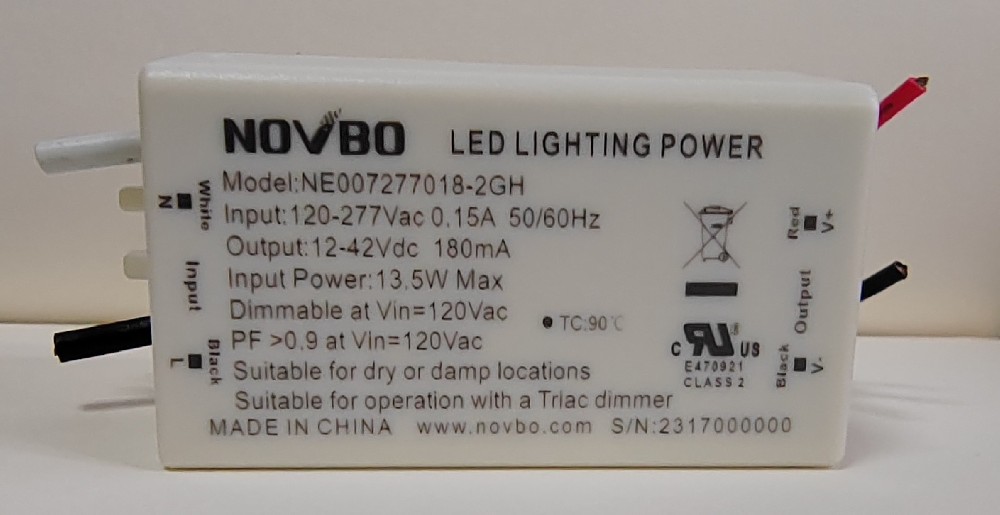 NOVBO LED LIGHTING POWER
Model:NE007277018-2GH
Input:120-277Vac 0.15A 50/60Hz
Output:12-42Vdc 180mA
Input Power:13.5W Max
Dimmable at Vin=120Vac
PF >0.9 at Vin=120Vac
Suitable for dry or damp locations
Suitable for operation with a Triac dimmer
MADE IN CHINA www.novbo.com S/N:2317000000
TC:90℃
c RU ® US
E470921
CLASS 2
White
N
Input
Black
L
Red
V+
Output
Black
V-